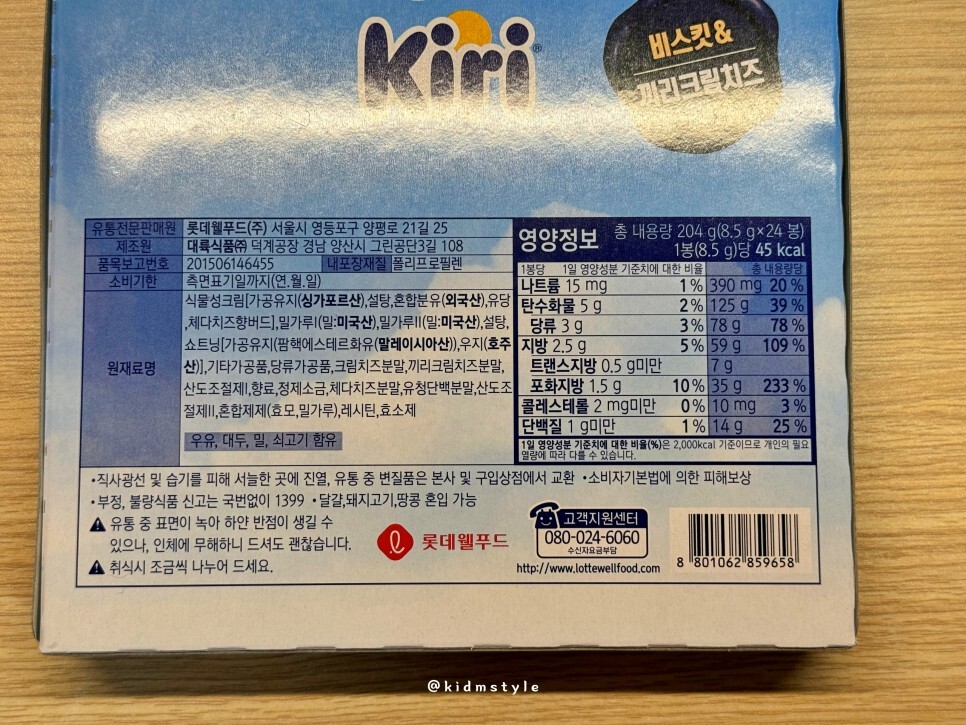 Kiri®
비스킷&
끼리크림치즈
유통전문판매원 롯데웰푸드(주) 서울시 영등포구 양평로 21길 25
제조원 대륙식품㈜ 덕계공장 경남 양산시 그린공단3길 108
품목보고번호 201506146455 내포장재질 폴리프로필렌
소비기한 측면표기일까지(연.월.일)
원재료명
식물성크림[가공유지(싱가포르산),설탕,혼합분유(외국산),유당
,체다치즈향버드],밀가루I(밀:미국산),밀가루II(밀:미국산),설탕,
쇼트닝[가공유지(팜핵에스테르화유(말레이시아산)),우지(호주
산)],기타가공품,당류가공품,크림치즈분말,끼리크림치즈분말,
산도조절제I,향료,정제소금,체다치즈분말,유청단백분말,산도조
절제II,혼합제제(효모,밀가루),레시틴,효소제
우유, 대두, 밀, 쇠고기 함유
영양정보 총 내용량 204 g(8.5 g×24 봉)
1봉(8.5 g)당 45 kcal
1봉당 1일 영양성분 기준치에 대한 비율 총 내용량당
나트륨 15 mg 1 % 390 mg 20 %
탄수화물 5 g 2 % 125 g 39 %
당류 3 g 3 % 78 g 78 %
지방 2.5 g 5 % 59 g 109 %
트랜스지방 0.5 g미만 7 g
포화지방 1.5 g 10 % 35 g 233 %
콜레스테롤 2 mg미만 0 % 10 mg 3 %
단백질 1 g미만 1 % 14 g 25 %
1일 영양성분 기준치에 대한 비율(%)은 2,000kcal 기준이므로 개인의 필요
열량에 따라 다를 수 있습니다.
•직사광선 및 습기를 피해 서늘한 곳에 진열, 유통 중 변질품은 본사 및 구입상점에서 교환 •소비자기본법에 의한 피해보상
•부정, 불량식품 신고는 국번없이 1399 •달걀,돼지고기,땅콩 혼입 가능
유통 중 표면이 녹아 하얀 반점이 생길 수
있으나, 인체에 무해하니 드셔도 괜찮습니다.
취식시 조금씩 나누어 드세요.
롯데웰푸드
고객지원센터
080-024-6060
수신자요금부담
http://www.lottewellfood.com
8 801062 859658
@kidmstyle